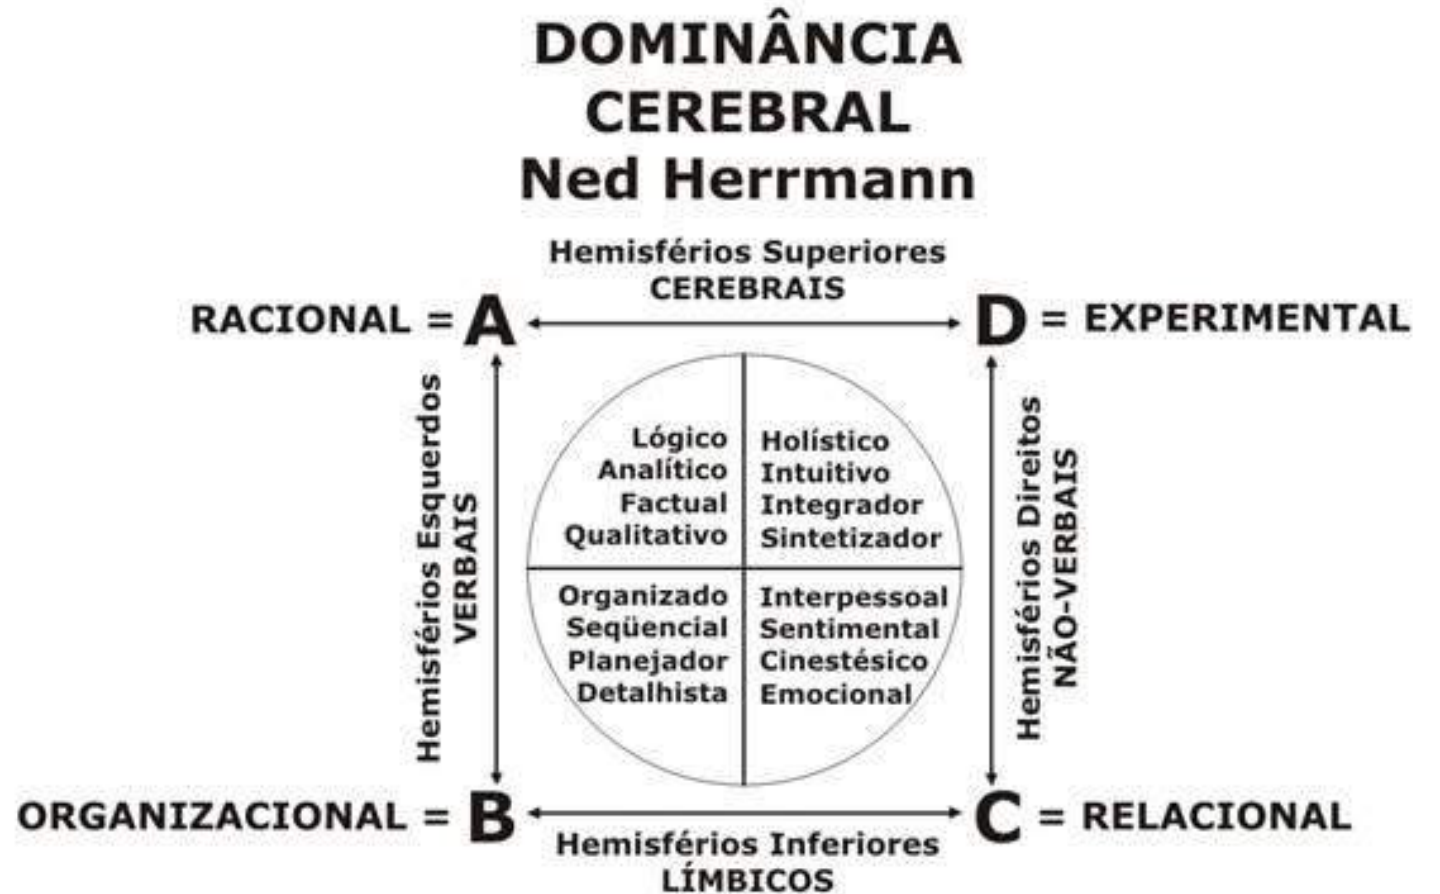 DOMINÂNCIA
CEREBRAL
Ned Herrmann
Hemisférios Superiores
CEREBRAIS
RACIONAL = A
D = EXPERIMENTAL
Hemisférios Esquerdos
VERBAIS
Lógico
Analítico
Factual
Qualitativo
Holístico
Intuitivo
Integrador
Sintetizador
Organizado
Seqüencial
Planejador
Detalhista
Interpessoal
Sentimental
Cinestésico
Emocional
Hemisférios Direitos
NÃO-VERBAIS
ORGANIZACIONAL = B
C = RELACIONAL
Hemisférios Inferiores
LÍMBICOS